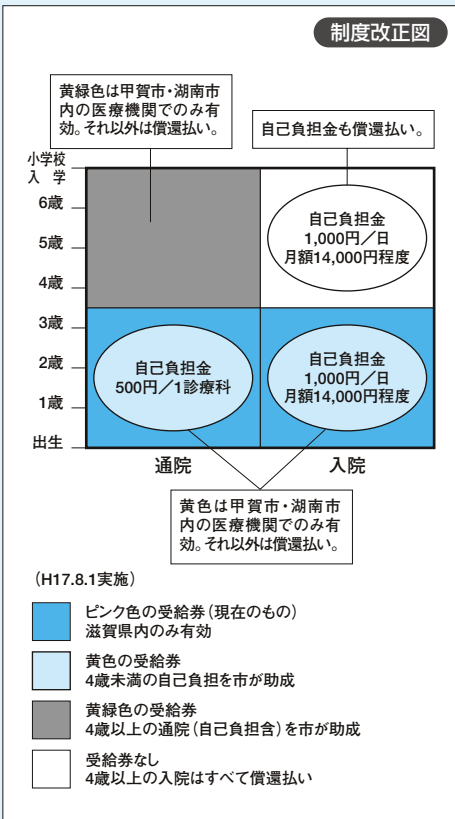 制度改正図
黄緑色は甲賀市・湖南市
内の医療機関でのみ有
効。それ以外は償還払い。
自己負担金も償還払い。
小学校
入 学
6歳
5歳
4歳
3歳
2歳
1歳
出生
自己負担金
1,000円／日
月額14,000円程度
自己負担金
500円／1診療科
自己負担金
1,000円／日
月額14,000円程度
通院
入院
黄色は甲賀市・湖南市
内の医療機関でのみ有
効。それ以外は償還払い。
(H17.8.1実施)
ピンク色の受給券(現在のもの)
滋賀県内のみ有効
黄色の受給券
4歳未満の自己負担を市が助成
黄緑色の受給券
4歳以上の通院(自己負担含)を市が助成
受給券なし
4歳以上の入院はすべて償還払い